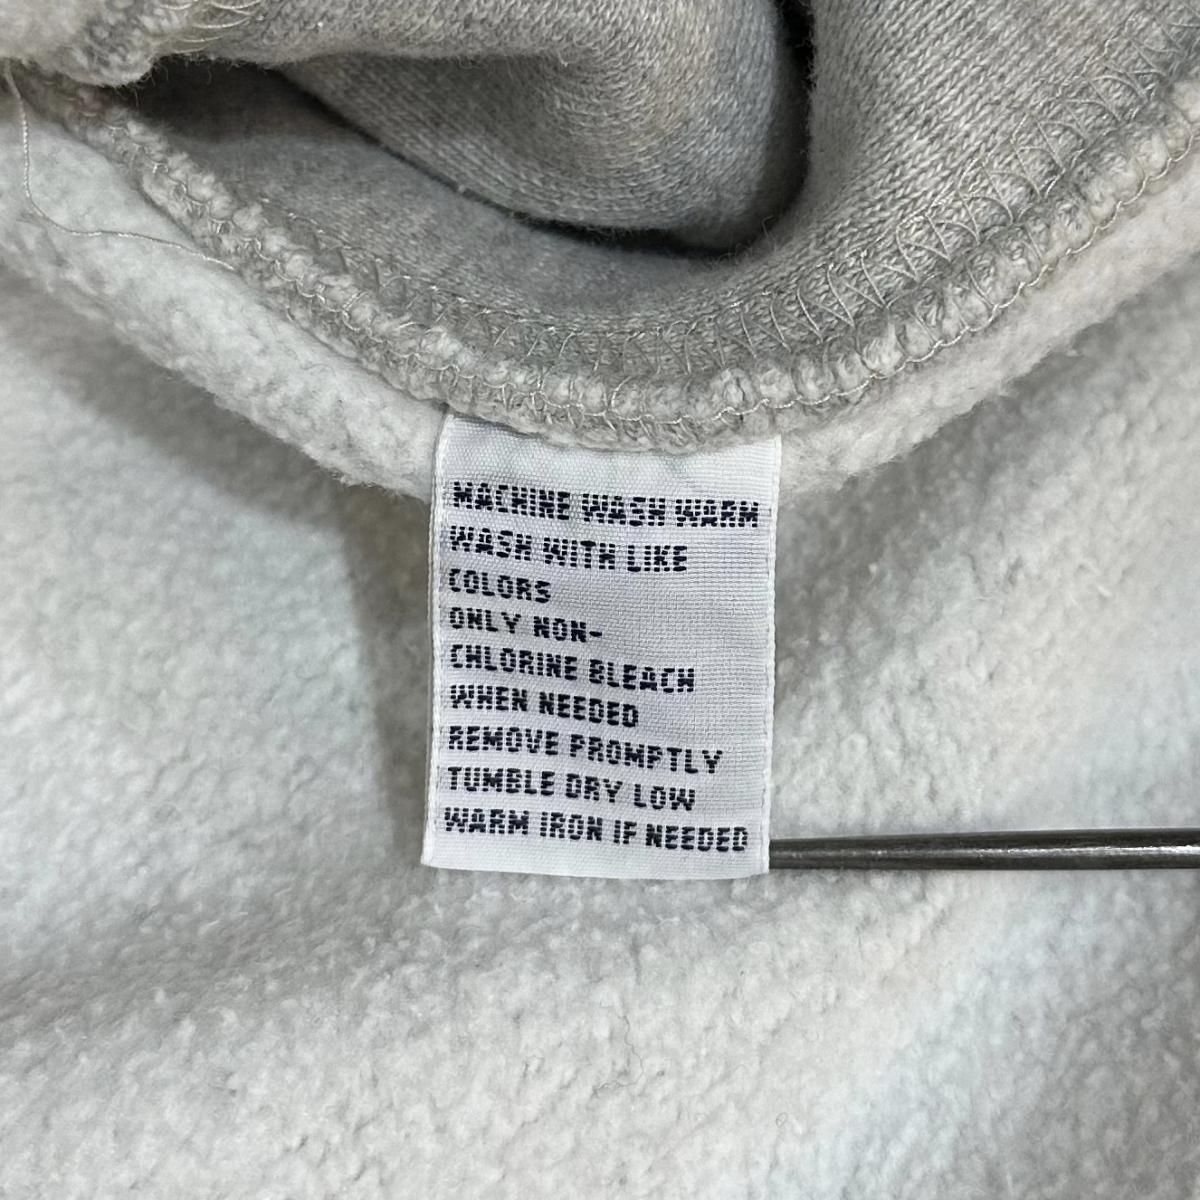 MACHINE WASH WARM
WASH WITH LIKE
COLORS
ONLY NON-
CHLORINE BLEACH
WHEN NEEDED
REMOVE PROMPTLY
TUMBLE DRY LOW
WARM IRON IF NEEDED